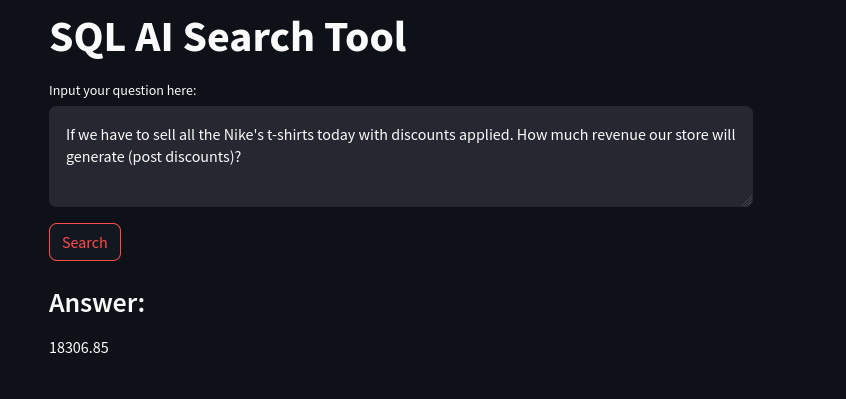 SQL AI Search Tool
Input your question here:
If we have to sell all the Nike's t-shirts today with discounts applied. How much revenue our store will
generate (post discounts)?
Search
Answer:
18306.85